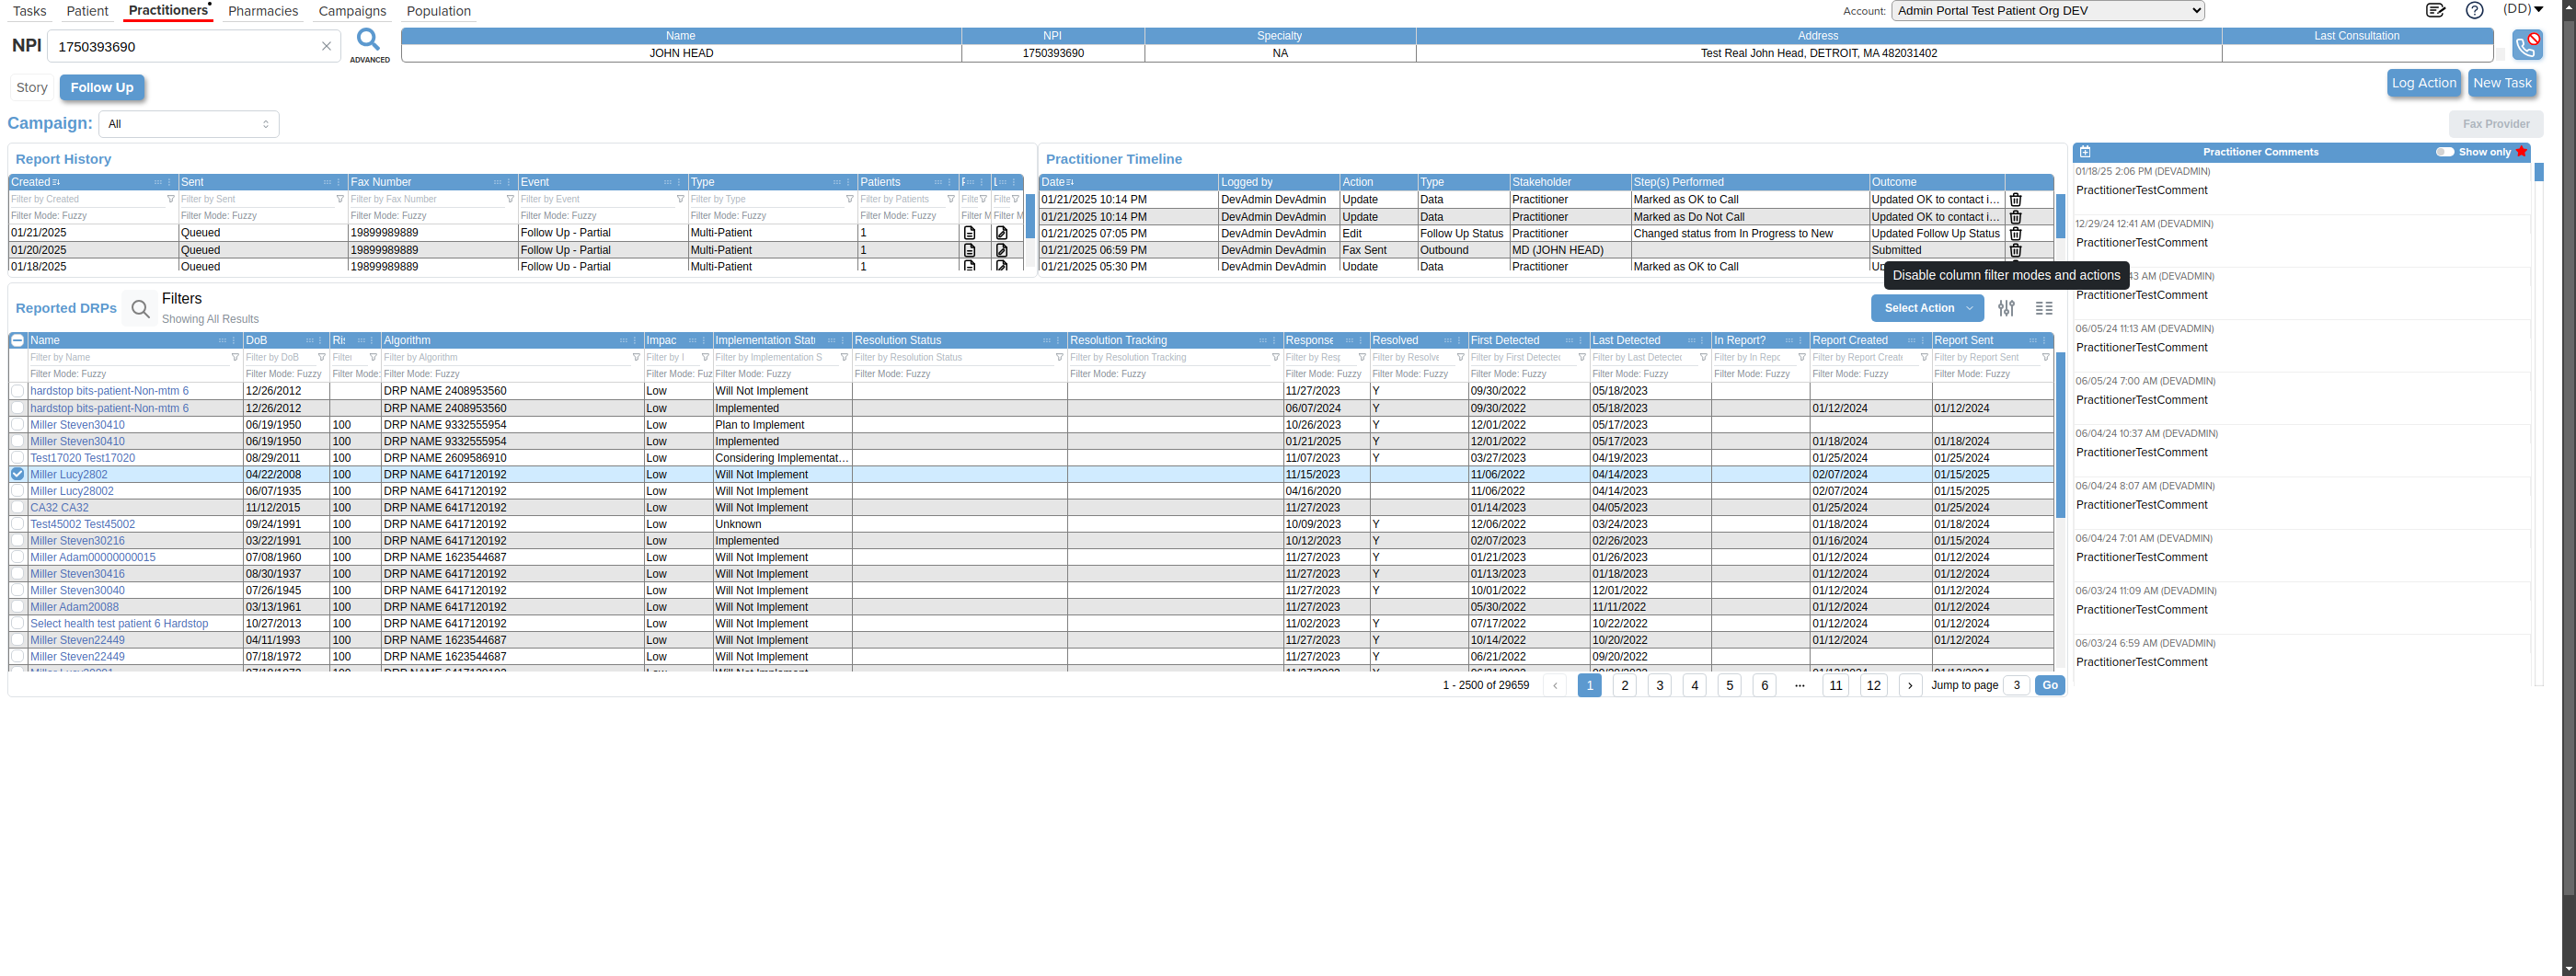 Tasks Patient Practitioners Pharmacies Campaigns Population Account: Admin Portal Test Patient Org DEV (DD)
NPI 1750393690 ADVANCED
Name NPI Specialty Address Last Consultation
JOHN HEAD 1750393690 NA Test Real John Head, DETROIT, MA 482031402
Story Follow Up Log Action New Task
Campaign: All Fax Provider
Report History
Created Sent Fax Number Event Type Patients
Filter by Created Filter by Sent Filter by Fax Number Filter by Event Filter by Type Filter by Patients Filte Filte
Filter Mode: Fuzzy Filter Mode: Fuzzy Filter Mode: Fuzzy Filter Mode: Fuzzy Filter Mode: Fuzzy Filter Mode: Fuzzy Filter M Filter M
01/21/2025 Queued 19899989889 Follow Up - Partial Multi-Patient 1
01/20/2025 Queued 19899989889 Follow Up - Partial Multi-Patient 1
01/18/2025 Queued 19899989889 Follow Up - Partial Multi-Patient 1
Practitioner Timeline
Date Logged by Action Type Stakeholder Step(s) Performed Outcome
01/21/2025 10:14 PM DevAdmin DevAdmin Update Data Practitioner Marked as OK to Call Updated OK to contact i...
01/21/2025 10:14 PM DevAdmin DevAdmin Update Data Practitioner Marked as Do Not Call Updated OK to contact i...
01/21/2025 07:05 PM DevAdmin DevAdmin Edit Follow Up Status Practitioner Changed status from In Progress to New Updated Follow Up Status
01/21/2025 06:59 PM DevAdmin DevAdmin Fax Sent Outbound MD (JOHN HEAD) Submitted
01/21/2025 05:30 PM DevAdmin DevAdmin Update Data Practitioner Marked as OK to Call Up
Disable column filter modes and actions
Practitioner Comments Show only
01/18/25 2:06 PM (DEVADMIN)
PractitionerTestComment
12/29/24 12:41 AM (DEVADMIN)
PractitionerTestComment
43 AM (DEVADMIN)
PractitionerTestComment
06/05/24 11:13 AM (DEVADMIN)
PractitionerTestComment
06/05/24 7:00 AM (DEVADMIN)
PractitionerTestComment
06/04/24 10:37 AM (DEVADMIN)
PractitionerTestComment
06/04/24 8:07 AM (DEVADMIN)
PractitionerTestComment
06/04/24 7:01 AM (DEVADMIN)
PractitionerTestComment
06/03/24 11:09 AM (DEVADMIN)
PractitionerTestComment
06/03/24 6:59 AM (DEVADMIN)
PractitionerTestComment
Reported DRPs Filters Select Action
Showing All Results
Name DoB Ris Algorithm Impac Implementation Stat Resolution Status Resolution Tracking Response Resolved First Detected Last Detected In Report? Report Created Report Sent
Filter by Name Filter by DoB Filter Filter by Algorithm Filter by I Filter by Implementation S Filter by Resolution Status Filter by Resolution Tracking Filter by Resp Filter by Resolve Filter by First Detected Filter by Last Detected Filter by In Repo Filter by Report Create Filter by Report Sent
Filter Mode: Fuzzy Filter Mode: Fuzzy Filter Mode: Filter Mode: Fuzzy Filter Mode: Fuz Filter Mode: Fuzzy Filter Mode: Fuzzy Filter Mode: Fuzzy Filter Mode: Fuzzy Filter Mode: Fuzzy Filter Mode: Fuzzy Filter Mode: Fuzzy Filter Mode: Fuzzy Filter Mode: Fuzzy Filter Mode: Fuzzy
hardstop bits-patient-Non-mtm 6 12/26/2012 DRP NAME 2408953560 Low Will Not Implement 11/27/2023 Y 09/30/2022 05/18/2023
hardstop bits-patient-Non-mtm 6 12/26/2012 DRP NAME 2408953560 Low Implemented 06/07/2024 Y 09/30/2022 05/18/2023 01/12/2024 01/12/2024
Miller Steven30410 06/19/1950 100 DRP NAME 9332555954 Low Plan to Implement 10/26/2023 Y 12/01/2022 05/17/2023
Miller Steven30410 06/19/1950 100 DRP NAME 9332555954 Low Implemented 01/21/2025 Y 12/01/2022 05/17/2023 01/18/2024 01/18/2024
Test17020 Test17020 08/29/2011 100 DRP NAME 2609586910 Low Considering Implementat... 11/07/2023 Y 03/27/2023 04/19/2023 01/25/2024 01/25/2024
Miller Lucy2802 04/22/2008 100 DRP NAME 6417120192 Low Will Not Implement 11/15/2023 11/06/2022 04/14/2023 02/07/2024 01/15/2025
Miller Lucy28002 06/07/1935 100 DRP NAME 6417120192 Low Will Not Implement 04/16/2020 11/06/2022 04/14/2023 02/07/2024 01/15/2025
CA32 CA32 11/12/2015 100 DRP NAME 6417120192 Low Will Not Implement 11/27/2023 01/14/2023 04/05/2023 01/25/2024 01/25/2024
Test45002 Test45002 09/24/1991 100 DRP NAME 6417120192 Low Unknown 10/09/2023 Y 12/06/2022 03/24/2023 01/18/2024 01/18/2024
Miller Steven30216 03/22/1991 100 DRP NAME 6417120192 Low Implemented 10/12/2023 Y 02/07/2023 02/26/2023 01/16/2024 01/15/2024
Miller Adam00000000015 07/08/1960 100 DRP NAME 1623544687 Low Will Not Implement 11/27/2023 Y 01/21/2023 01/26/2023 01/12/2024 01/12/2024
Miller Steven30416 08/30/1937 100 DRP NAME 6417120192 Low Will Not Implement 11/27/2023 Y 01/13/2023 01/18/2023 01/12/2024 01/12/2024
Miller Steven30040 07/26/1945 100 DRP NAME 6417120192 Low Will Not Implement 11/27/2023 Y 10/01/2022 12/01/2022 01/12/2024 01/12/2024
Miller Adam20088 03/13/1961 100 DRP NAME 6417120192 Low Will Not Implement 11/27/2023 05/30/2022 11/11/2022 01/12/2024 01/12/2024
Select health test patient 6 Hardstop 10/27/2013 100 DRP NAME 6417120192 Low Will Not Implement 11/02/2023 Y 07/17/2022 10/22/2022 01/12/2024 01/12/2024
Miller Steven22449 04/11/1993 100 DRP NAME 1623544687 Low Will Not Implement 11/27/2023 Y 10/14/2022 10/20/2022 01/12/2024 01/12/2024
Miller Steven22449 07/18/1972 100 DRP NAME 1623544687 Low Will Not Implement 11/27/2023 Y 06/21/2022 09/20/2022
1 - 2500 of 29659 1 2 3 4 5 6 ... 11 12 Jump to page 3 Go